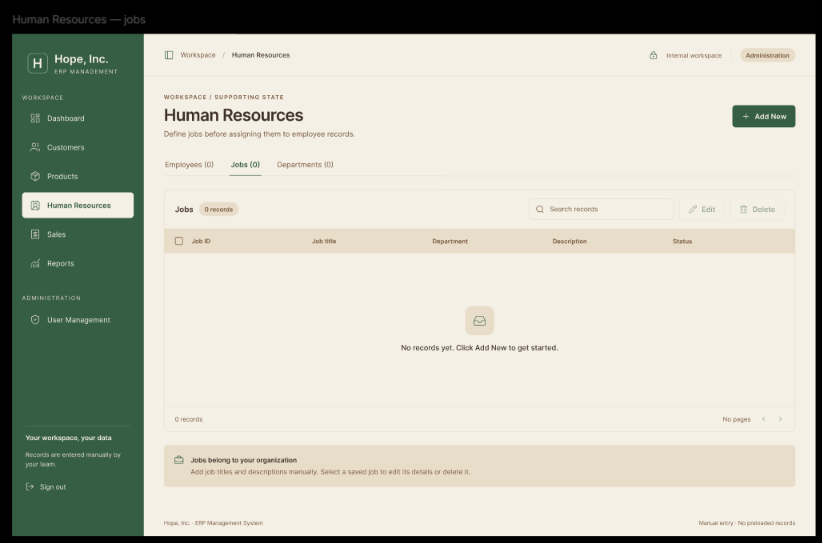 Human Resources — jobs
H
Hope, Inc.
ERP MANAGEMENT
WORKSPACE
Dashboard
Customers
Products
Human Resources
Sales
Reports
ADMINISTRATION
User Management
Your workspace, your data
Records are entered manually by
your team.
Sign out
Workspace / Human Resources
Internal workspace
Administration
WORKSPACE / SUPPORTING STATE
Human Resources
Define jobs before assigning them to employee records.
+ Add New
Employees (0) Jobs (0) Departments (0)
Jobs 0 records
Search records
Edit
Delete
Job ID Job title Department Description Status
No records yet. Click Add New to get started.
0 records
No pages < >
Jobs belong to your organization
Add job titles and descriptions manually. Select a saved job to edit its details or delete it.
Hope, Inc. · ERP Management System
Manual entry · No preloaded records